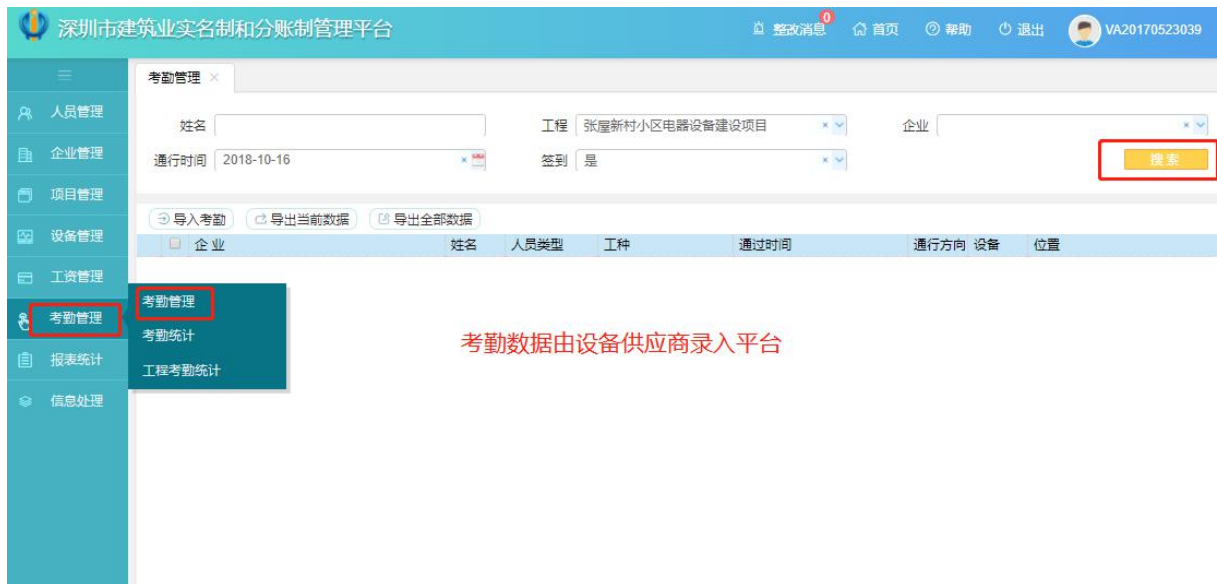 深圳市建筑业实名制和分账制管理平台 整改消息 0 首页 帮助 退出 VA20170523039
考勤管理 ×
人员管理
企业管理
项目管理
设备管理
工资管理
考勤管理
报表统计
信息处理
姓名 工程 张屋新村小区电器设备建设项目 企业
通行时间 2018-10-16 签到 是 搜索
导入考勤 导出当前数据 导出全部数据
企业 姓名 人员类型 工种 通过时间 通行方向 设备 位置
考勤管理
考勤统计
工程考勤统计
考勤数据由设备供应商录入平台